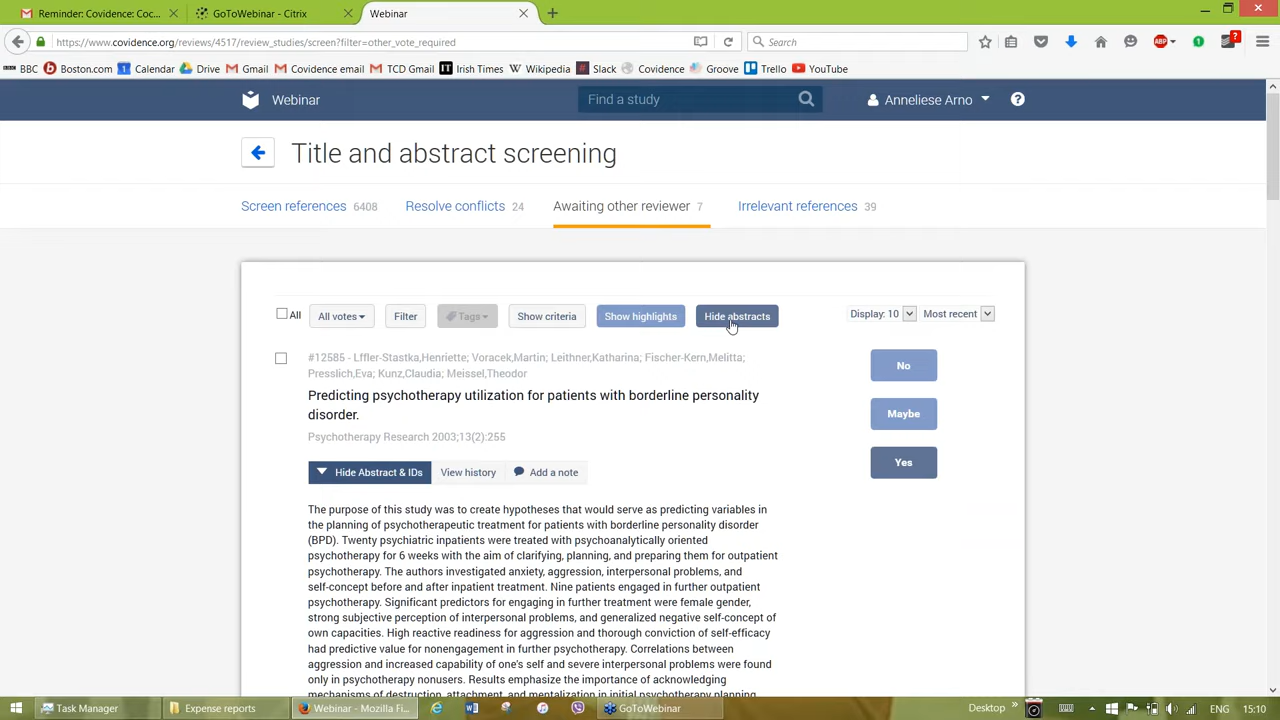 Reminder: Covidence: Coc...
GoToWebinar - Citrix
Webinar
https://www.covidence.org/reviews/4517/review_studies/screen?filter=other_vote_required
Search
ABP
1
?
BBC
Boston.com
Calendar
Drive
Gmail
Covidence email
TCD Gmail
Irish Times
Wikipedia
Slack
Covidence
Groove
Trello
YouTube
Webinar
Find a study
Anneliese Arno
?
Title and abstract screening
Screen references 6408
Resolve conflicts 24
Awaiting other reviewer 7
Irrelevant references 39
All
All votes
Filter
Tags
Show criteria
Show highlights
Hide abstracts
Display: 10
Most recent
#12585 - Lffler-Stastka,Henriette; Voracek,Martin; Leithner,Katharina; Fischer-Kern,Melitta;
Presslich,Eva; Kunz,Claudia; Meissel,Theodor
Predicting psychotherapy utilization for patients with borderline personality
disorder.
Psychotherapy Research 2003;13(2):255
No
Maybe
Yes
Hide Abstract & IDs
View history
Add a note
The purpose of this study was to create hypotheses that would serve as predicting variables in
the planning of psychotherapeutic treatment for patients with borderline personality disorder
(BPD). Twenty psychiatric inpatients were treated with psychoanalytically oriented
psychotherapy for 6 weeks with the aim of clarifying, planning, and preparing them for outpatient
psychotherapy. The authors investigated anxiety, aggression, interpersonal problems, and
self-concept before and after inpatient treatment. Nine patients engaged in further outpatient
psychotherapy. Significant predictors for engaging in further treatment were female gender,
strong subjective perception of interpersonal problems, and generalized negative self-concept of
own capacities. High reactive readiness for aggression and thorough conviction of self-efficacy
had predictive value for nonengagement in further psychotherapy. Correlations between
aggression and increased capability of one's self and severe interpersonal problems were found
only in psychotherapy nonusers. Results emphasize the importance of acknowledging
mechanisms of destruction, attachment, and mentalization in initial psychotherapy planning
Task Manager
Expense reports
Webinar - Mozilla Fi...
GoToWebinar
Desktop
ENG
15:10